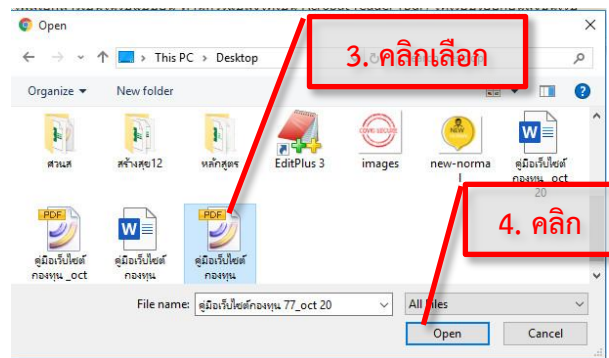 Open
3. คลิกเลือก
This PC > Desktop
Organize
New folder
ศวนส
สร้างสุข12
หลักสูตร
EditPlus 3
images
new-norma
l
คู่มือเว็บไซต์
กองทุน_oct
20
4. คลิก
PDF
W
PDF
คู่มือเว็บไซต์
กองทุน _oct
คู่มือเว็บไซต์
กองทุน
คู่มือเว็บไซต์
กองทุน
File name: คู่มือเว็บไซต์กองทุน 77_oct 20
All Files
Open
Cancel